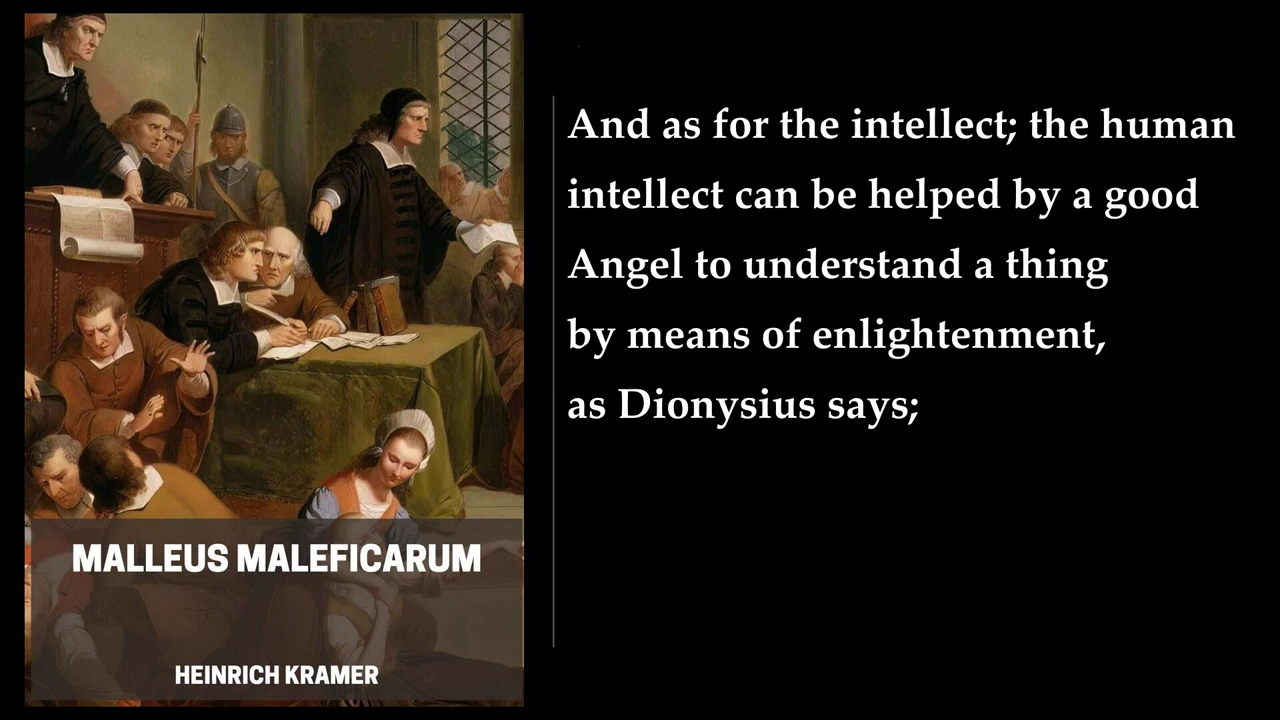 And as for the intellect; the human
intellect can be helped by a good
Angel to understand a thing
by means of enlightenment,
as Dionysius says;
MALLEUS MALEFICARUM
HEINRICH KRAMER